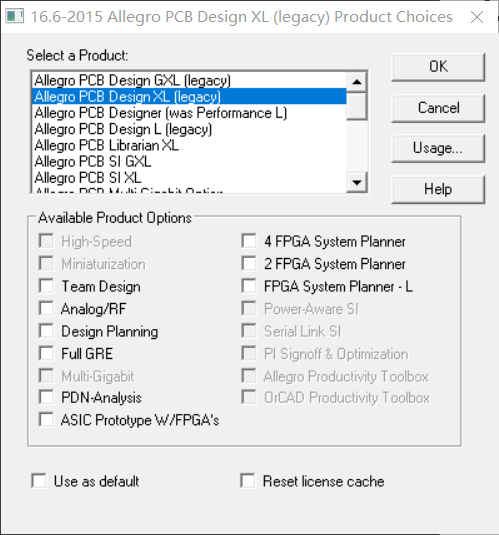 16.6-2015 Allegro PCB Design XL (legacy) Product Choices
Select a Product:
Allegro PCB Design GXL (legacy)
Allegro PCB Design XL (legacy)
Allegro PCB Designer (was Performance L)
Allegro PCB Design L (legacy)
Allegro PCB Librarian XL
Allegro PCB SI GXL
Allegro PCB SI XL
Allegro PCB Multi-Gigabit Option
OK
Cancel
Usage...
Help
Available Product Options
High-Speed
Miniaturization
Team Design
Analog/RF
Design Planning
Full GRE
Multi-Gigabit
PDN-Analysis
ASIC Prototype W/FPGA's
4 FPGA System Planner
2 FPGA System Planner
FPGA System Planner - L
Power-Aware SI
Serial Link SI
PI Signoff & Optimization
Allegro Productivity Toolbox
OrCAD Productivity Toolbox
Use as default
Reset license cache